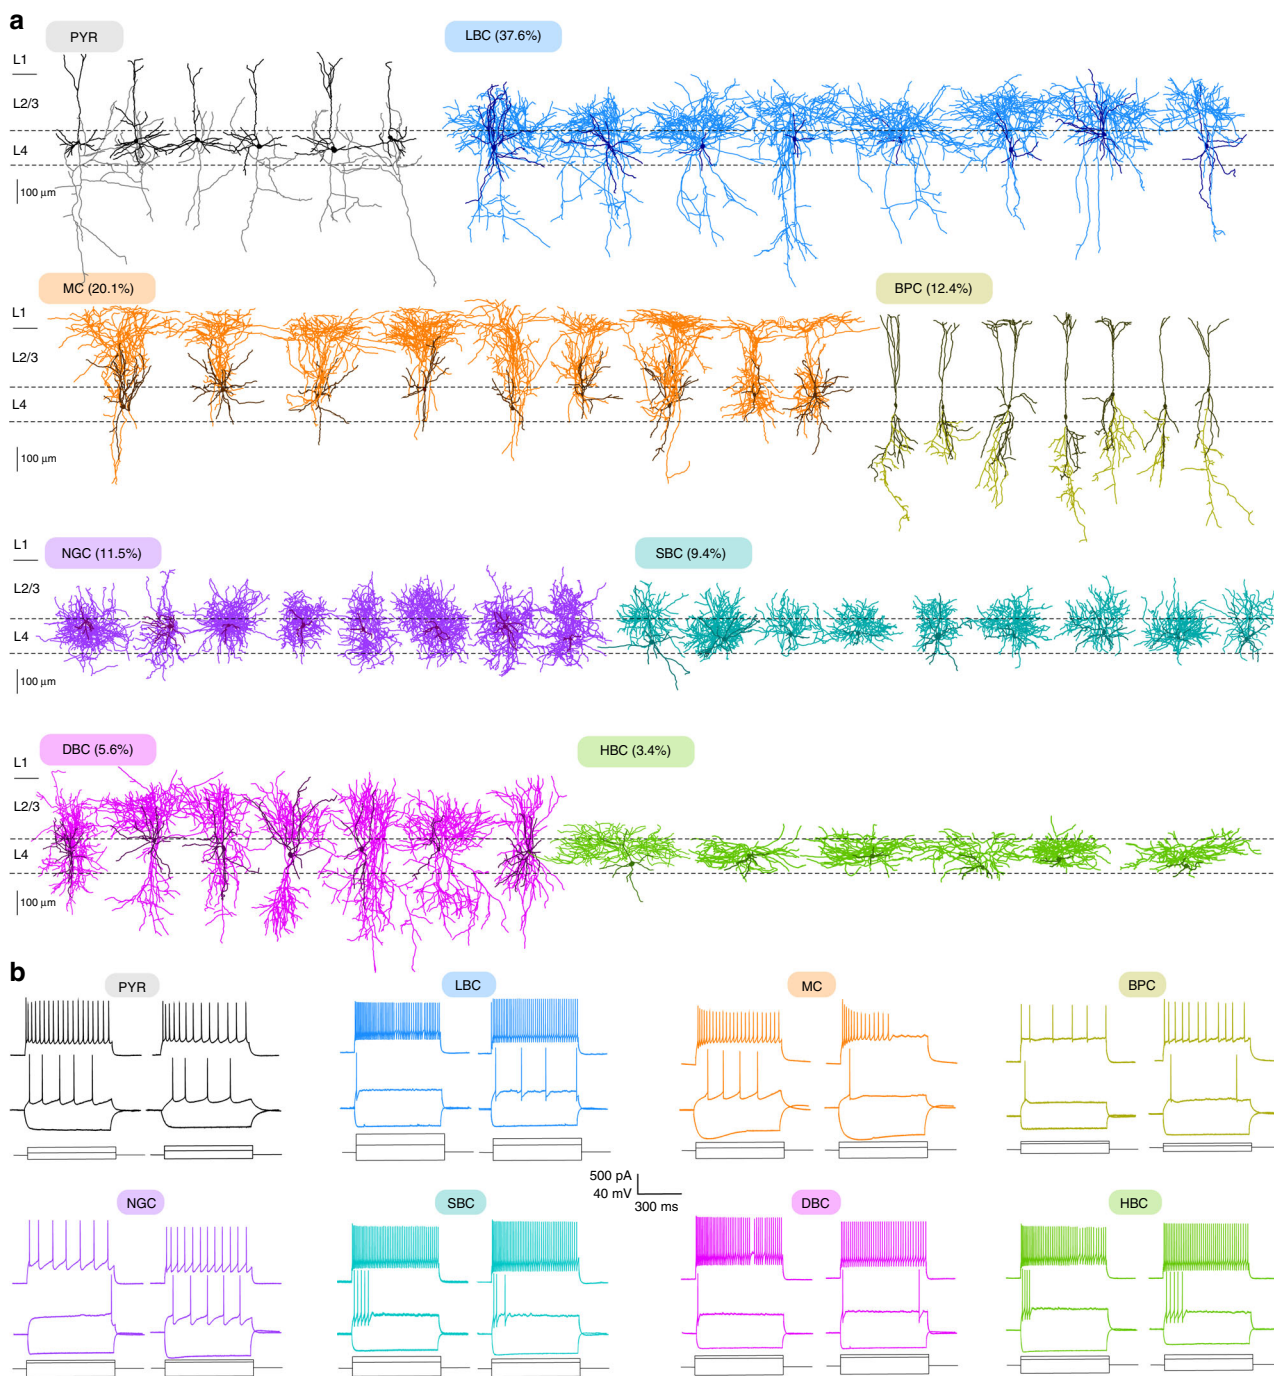 a
PYR
LBC (37.6%)
L1
L2/3
L4
100 μm
MC (20.1%)
BPC (12.4%)
L1
L2/3
L4
100 μm
NGC (11.5%)
SBC (9.4%)
L1
L2/3
L4
100 μm
DBC (5.6%)
HBC (3.4%)
L1
L2/3
L4
100 μm
b
PYR
LBC
MC
BPC
500 pA
40 mV
300 ms
NGC
SBC
DBC
HBC